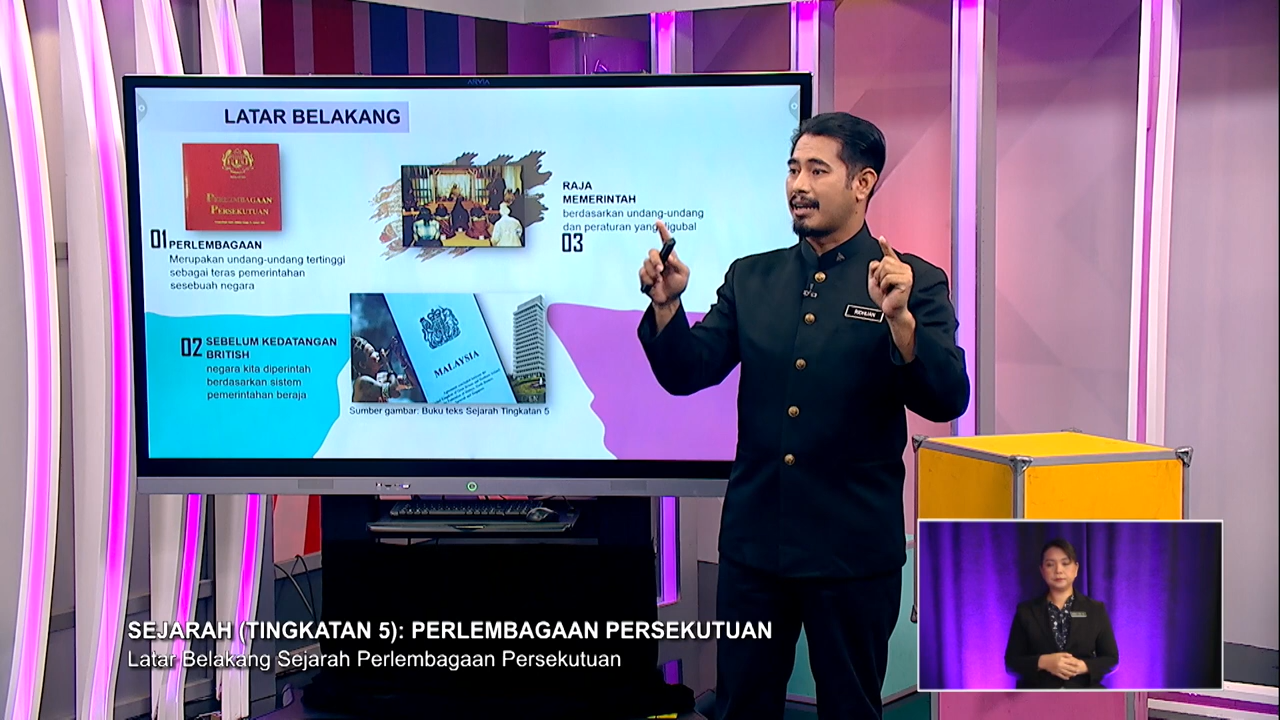 ARVIA
LATAR BELAKANG
PERLEMBAGAAN
PERSEKUTUAN
01 PERLEMBAGAAN
Merupakan undang-undang tertinggi
sebagai teras pemerintahan
sesebuah negara
02 SEBELUM KEDATANGAN
BRITISH
negara kita diperintah
berdasarkan sistem
pemerintahan beraja
RAJA
MEMERINTAH
berdasarkan undang-undang
dan peraturan yang digubal
03
MALAYSIA
Sumber gambar: Buku teks Sejarah Tingkatan 5
RIDHUAN
SEJARAH (TINGKATAN 5): PERLEMBAGAAN PERSEKUTUAN
Latar Belakang Sejarah Perlembagaan Persekutuan